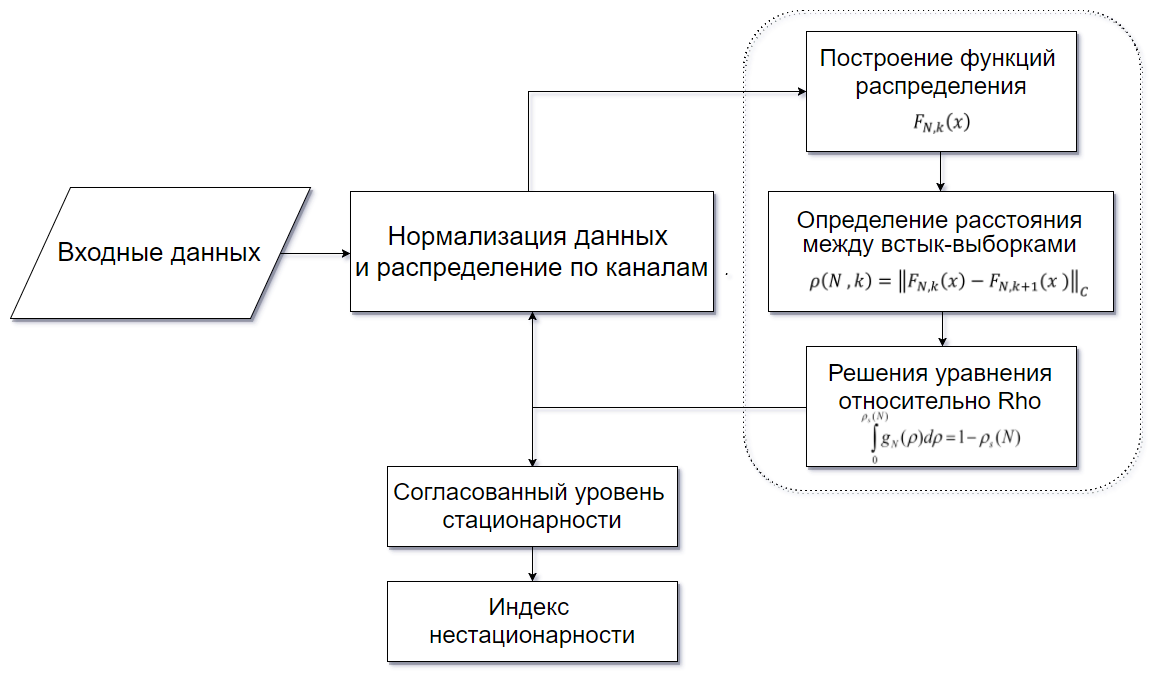 Входные данные
Нормализация данных
и распределение по каналам
Построение функций
распределения
F_{N,k}(x)
Определение расстояния
между встык-выборками
ρ(N , k) = ‖F_{N,k}(x) − F_{N,k+1}(x )‖_C
Решения уравнения
относительно Rho
∫_0^{ρ_s(N)} g_N(ρ)dρ = 1− ρ_s(N)
Согласованный уровень
стационарности
Индекс
нестационарности